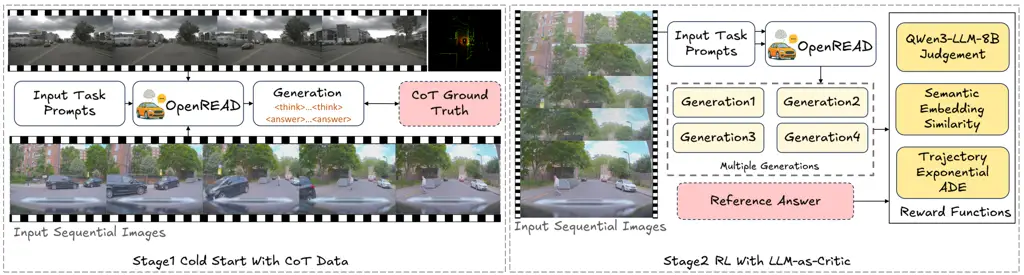 Input Task
Prompts
OpenREAD
Generation
<think>...<think>
<answer>...<answer>
CoT Ground
Truth
Input Sequential Images
Stage1 Cold Start With CoT Data
Input Task
Prompts
OpenREAD
Generation1
Generation2
Generation3
Generation4
Multiple Generations
Reference Answer
Input Sequential Images
QWen3-LLM-8B
Judgement
Semantic
Embedding
Similarity
Trajectory
Exponential
ADE
Reward Functions
Stage2 RL With LLM-as-Critic